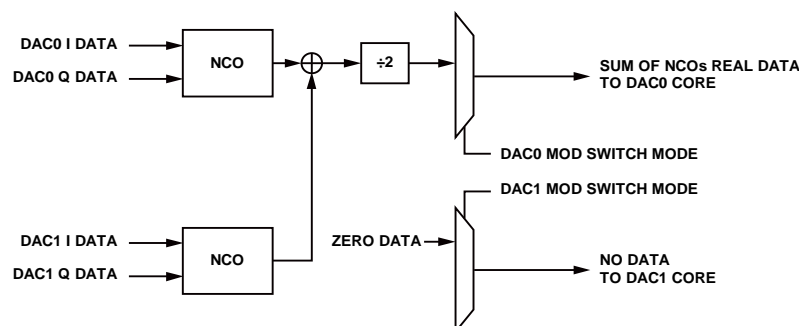 DAC0 I DATA
DAC0 Q DATA
NCO
÷2
SUM OF NCOs REAL DATA
TO DAC0 CORE
DAC0 MOD SWITCH MODE
DAC1 MOD SWITCH MODE
DAC1 I DATA
DAC1 Q DATA
NCO
ZERO DATA
NO DATA
TO DAC1 CORE